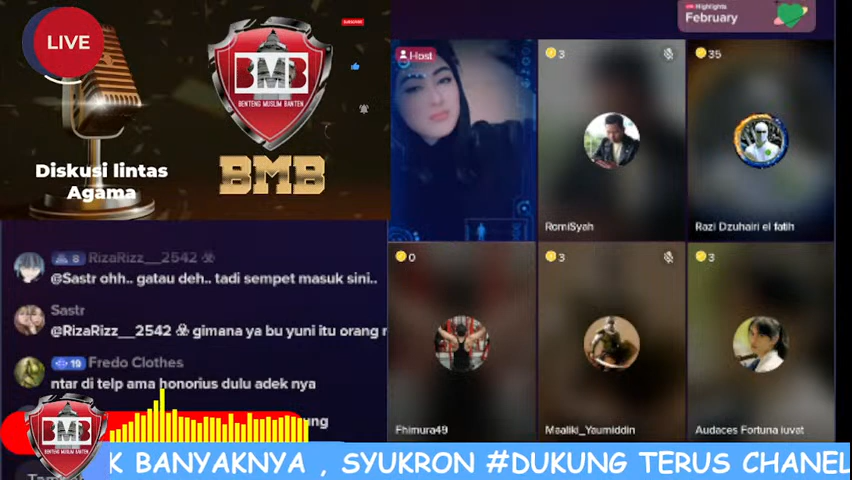 LIVE
SUBSCRIBE
BMB
BENTENG MUSLIM BANTEN
Diskusi lintas
Agama
BMB
LIVE Highlights
February
Host
3
35
RomiSyah
Razi Dzuhairi el fatih
0
3
3
Fhimura49
Maaliki_Yaumiddin
Audaces Fortuna iuvat
8 RizaRizz__2542
@Sastr ohh.. gatau deh.. tadi sempet masuk sini..
Sastr
@RizaRizz__2542 gimana ya bu yuni itu orang
19 Fredo Clothes
ntar di telp ama honorius dulu adek nya
BMB
K BANYAKNYA , SYUKRON #DUKUNG TERUS CHANEL